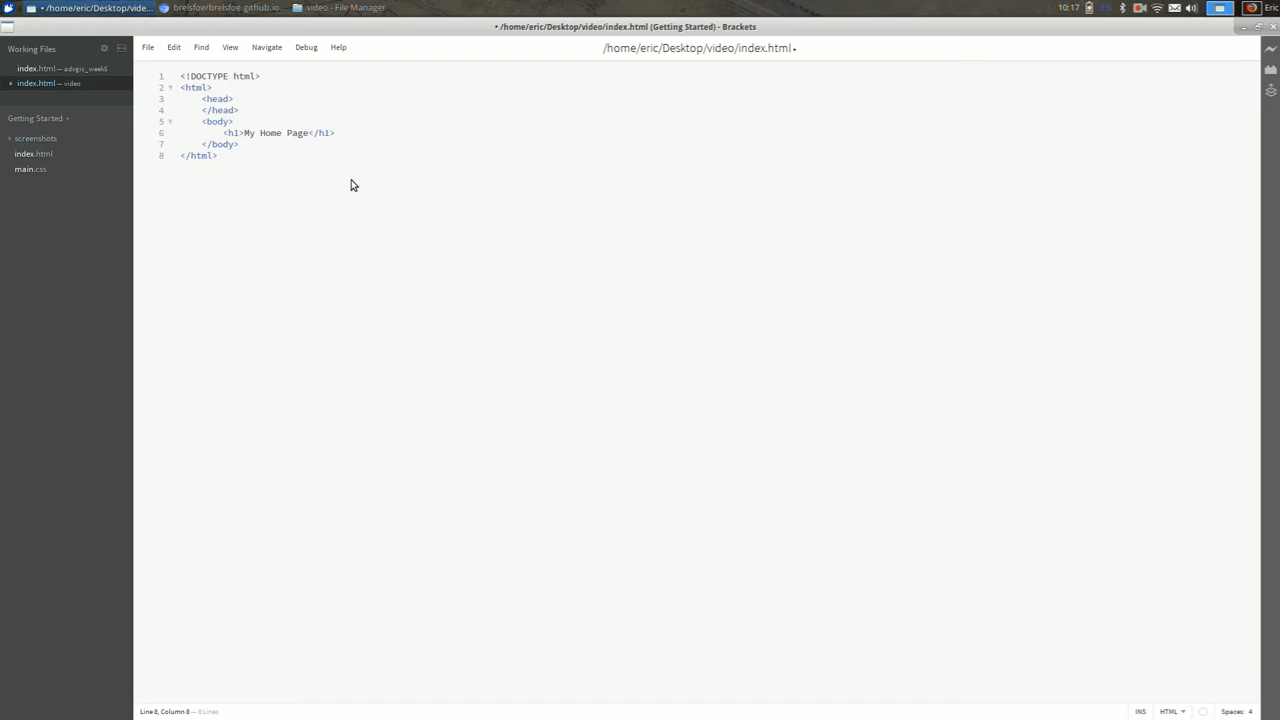 /home/eric/Desktop/vide... brelsfoe/brelsfoe.github.io... video - File Manager 10:17 Eric
• /home/eric/Desktop/video/index.html (Getting Started) - Brackets
Working Files
index.html — advgis_week6
index.html — video
Getting Started
screenshots
index.html
main.css
File Edit Find View Navigate Debug Help
/home/eric/Desktop/video/index.html •
1 <!DOCTYPE html>
2 <html>
3 <head>
4 </head>
5 <body>
6 <h1>My Home Page</h1>
7 </body>
8 </html>
Line 8, Column 8 — 8 Lines
INS HTML Spaces: 4